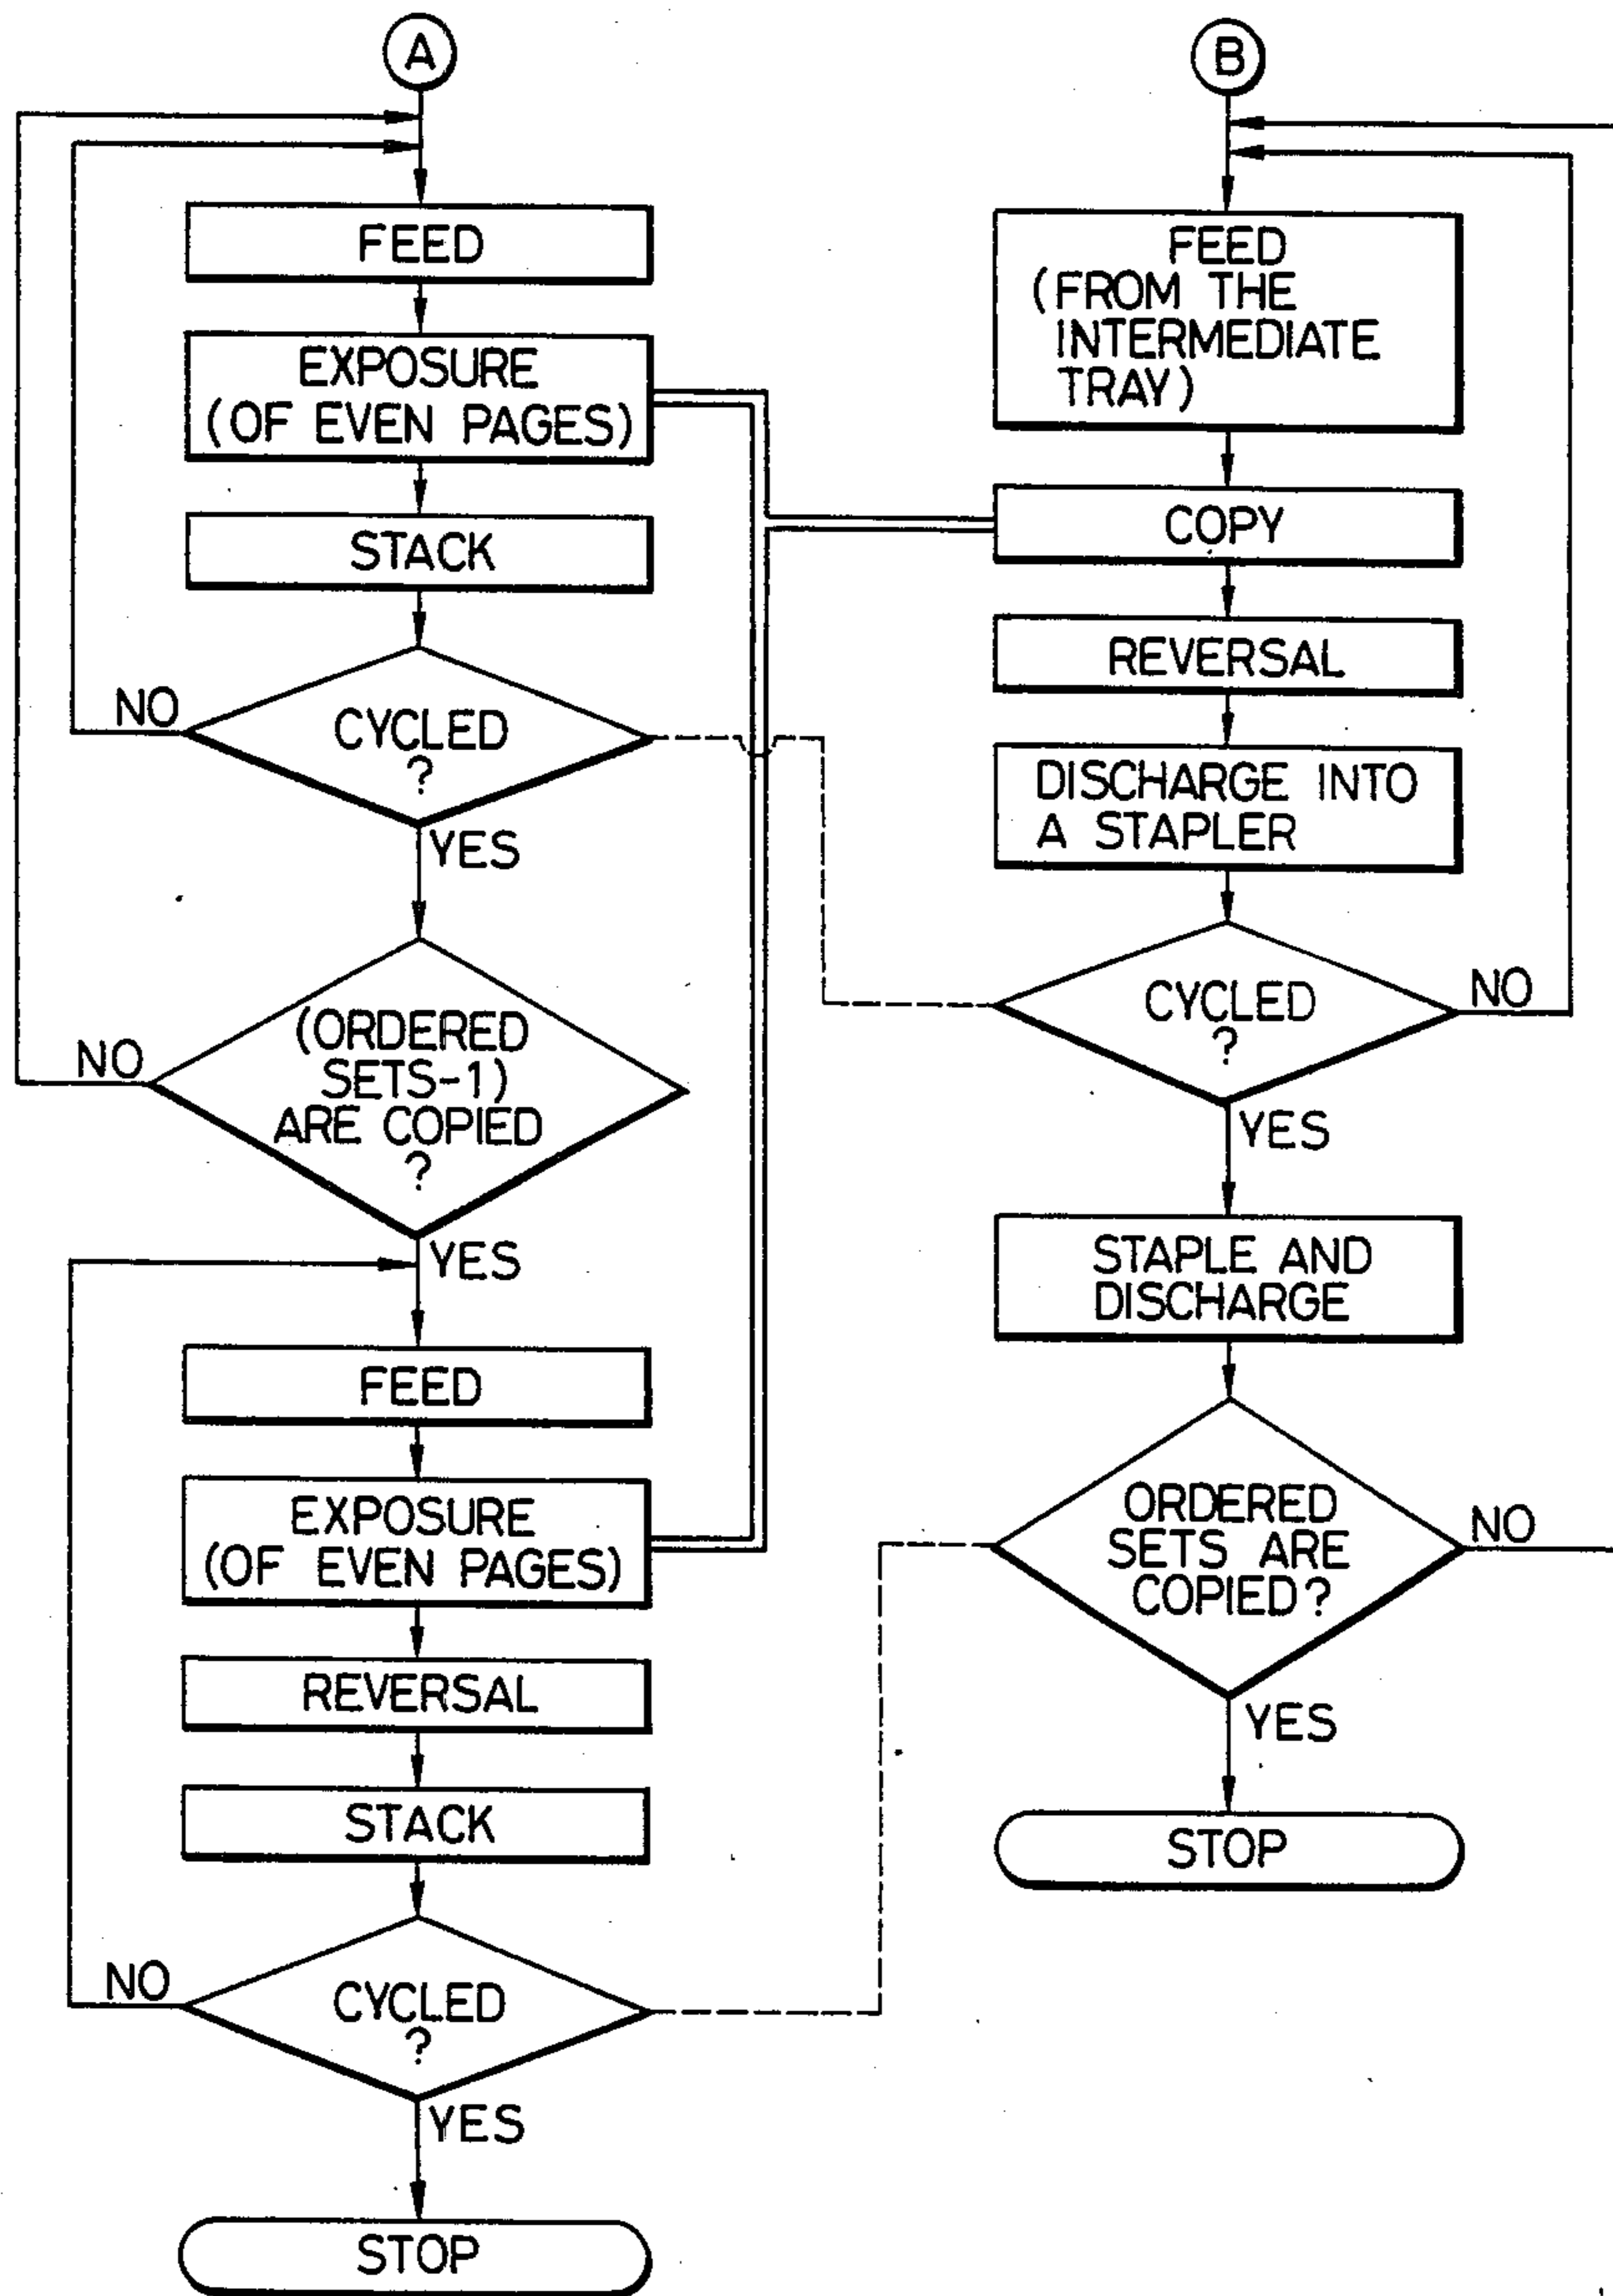 A
FEED
EXPOSURE
(OF EVEN PAGES)
STACK
NO
CYCLED
?
YES
NO
(ORDERED
SETS-1)
ARE COPIED
?
YES
FEED
EXPOSURE
(OF EVEN PAGES)
REVERSAL
STACK
NO
CYCLED
?
YES
STOP
B
FEED
(FROM THE
INTERMEDIATE
TRAY)
COPY
REVERSAL
DISCHARGE INTO
A STAPLER
CYCLED
?
NO
YES
STAPLE AND
DISCHARGE
ORDERED
SETS ARE
COPIED?
NO
YES
STOP